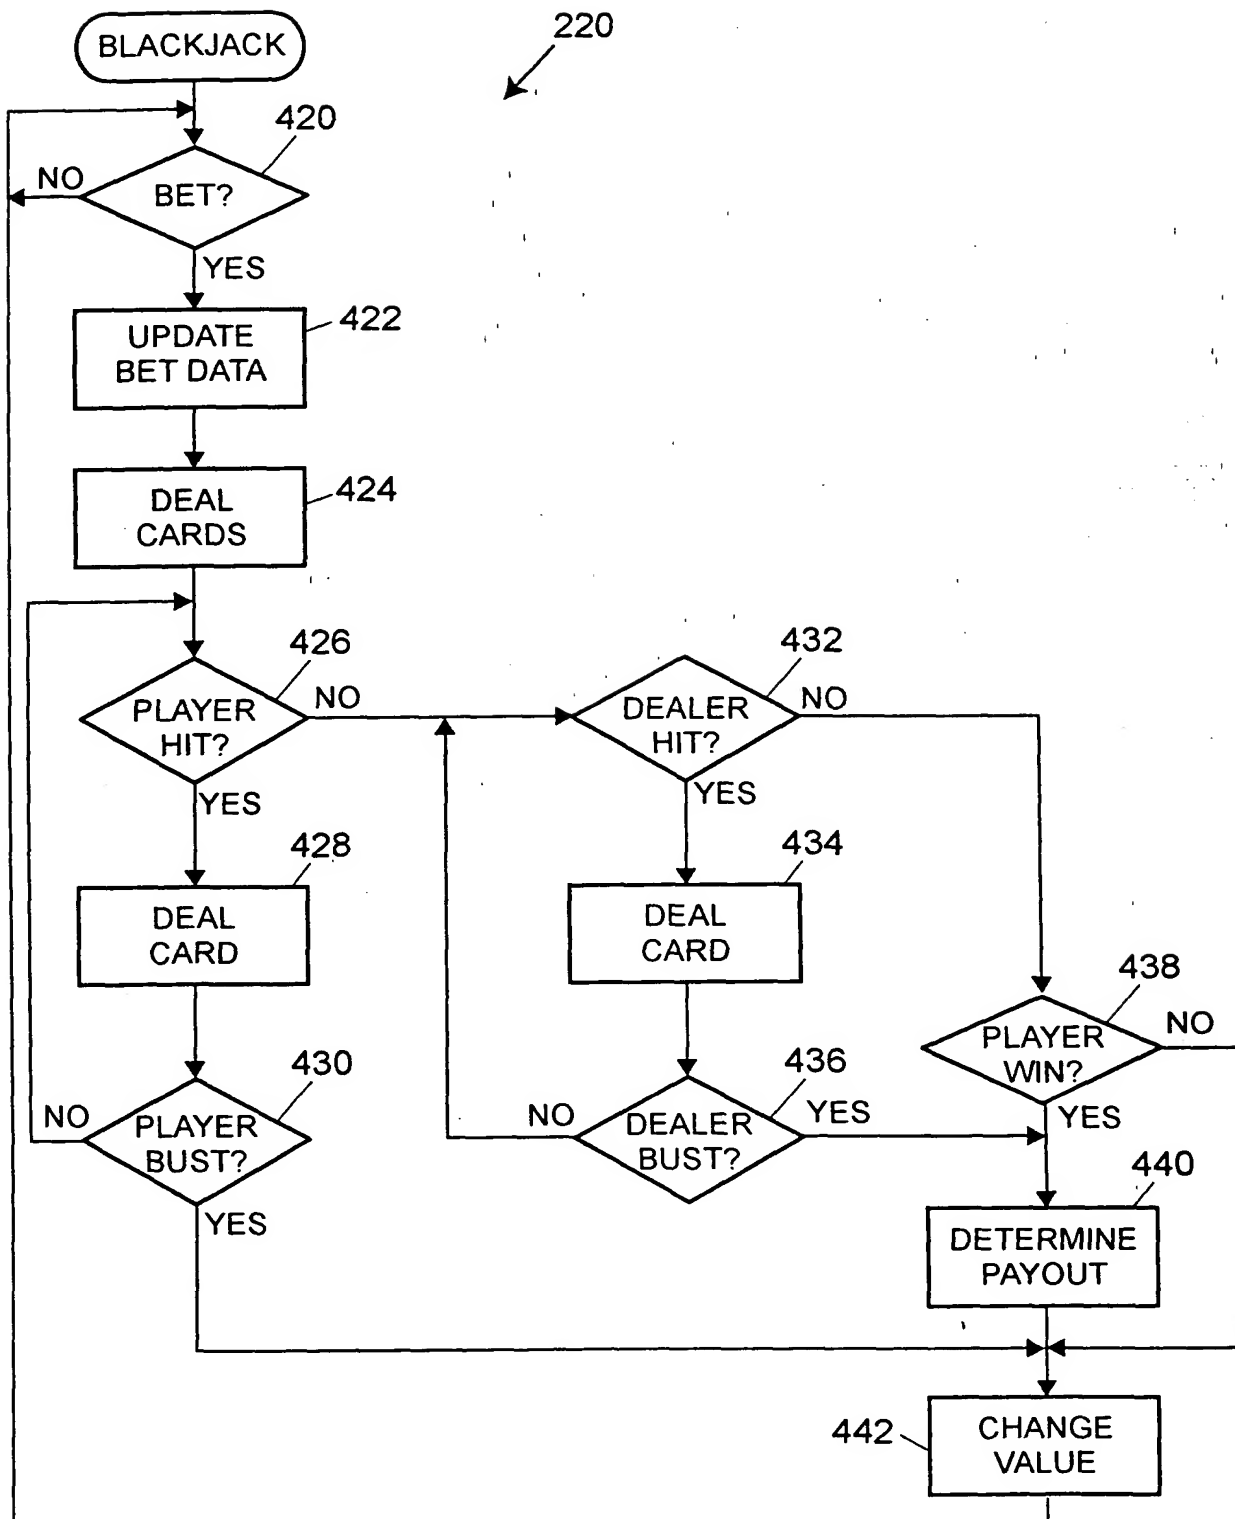 BLACKJACK
220
420
NO
BET?
YES
UPDATE
BET DATA
422
DEAL
CARDS
424
426
PLAYER
HIT?
NO
YES
432
DEALER
HIT?
NO
YES
428
DEAL
CARD
434
DEAL
CARD
438
PLAYER
WIN?
NO
YES
430
NO
PLAYER
BUST?
YES
436
NO
DEALER
BUST?
YES
440
DETERMINE
PAYOUT
442
CHANGE
VALUE